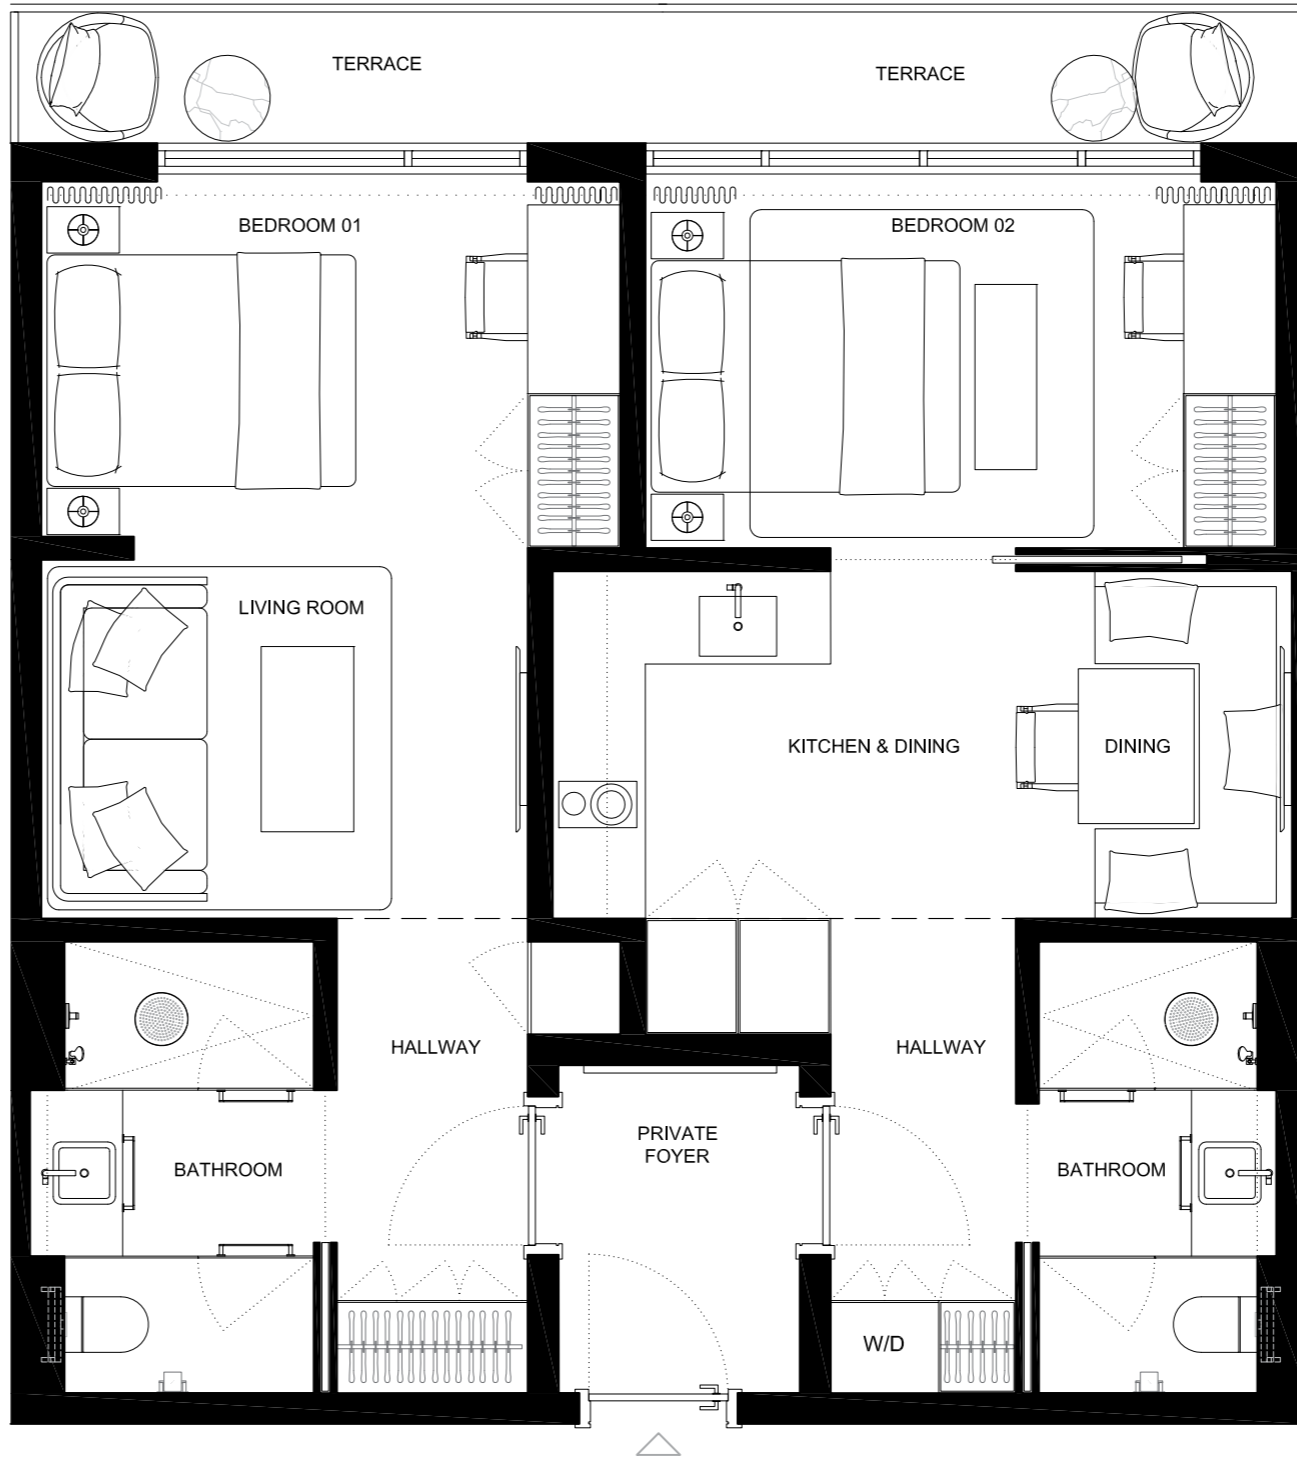 TERRACE
TERRACE
BEDROOM 01
BEDROOM 02
LIVING ROOM
KITCHEN & DINING
DINING
HALLWAY
HALLWAY
PRIVATE
FOYER
BATHROOM
BATHROOM
W/D